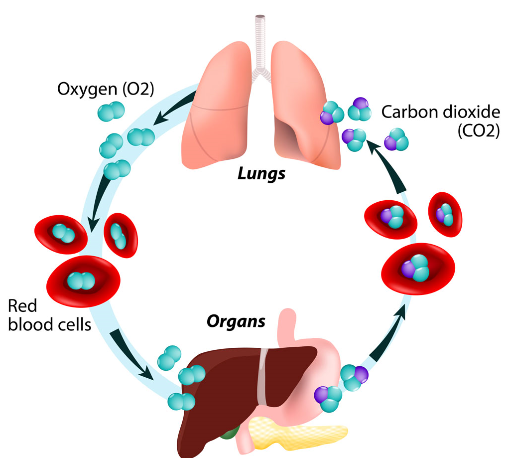 Oxygen (O2)
Carbon dioxide
(CO2)
Lungs
Red
blood cells
Organs